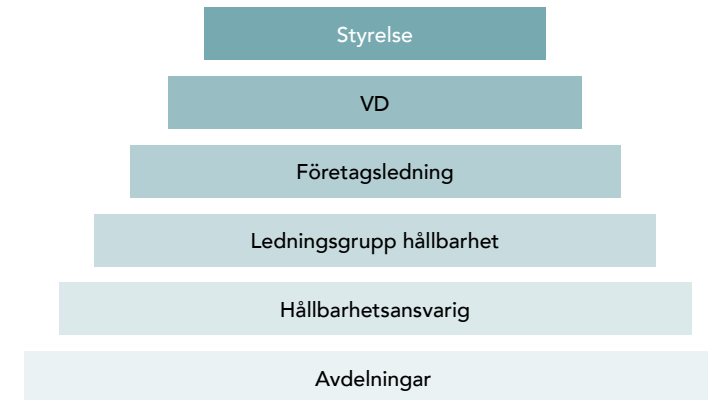 Styrelse
VD
Företagsledning
Ledningsgrupp hållbarhet
Hållbarhetsansvarig
Avdelningar